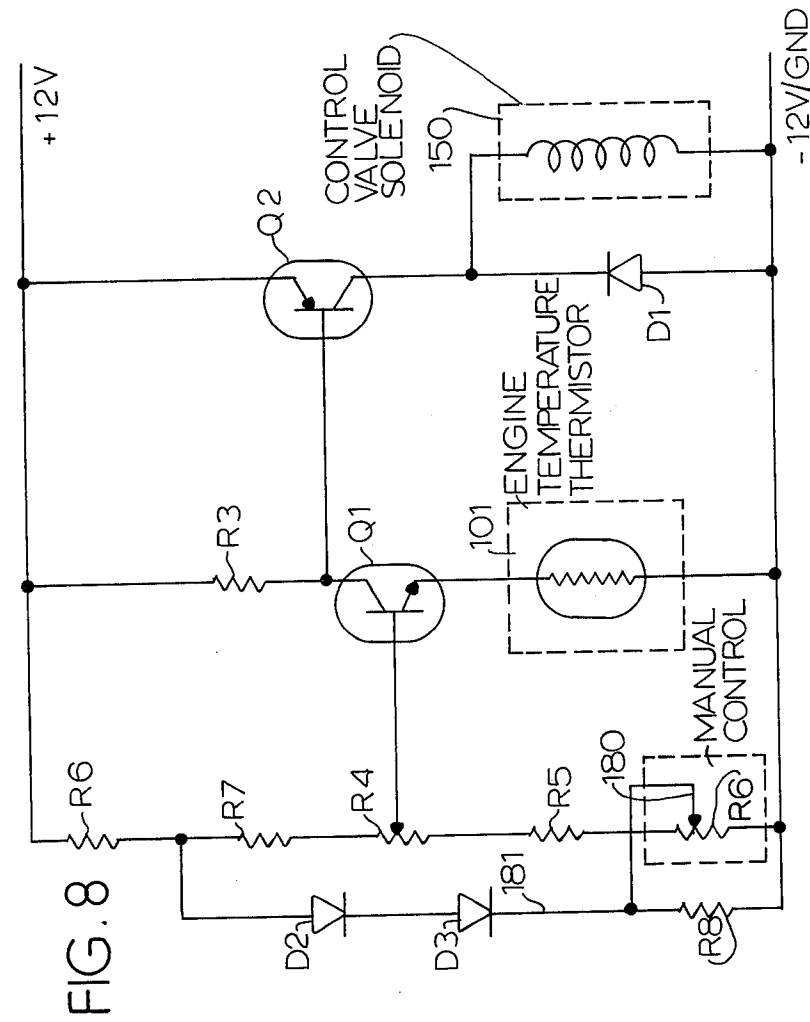 FIG. 8
+12V
R6
R3
R7
Q2
CONTROL
VALVE
SOLENOID
150
D2
R4
Q1
D3
R5
101
ENGINE
TEMPERATURE
THERMISTOR
D1
181
180
MANUAL
CONTROL
R8
R6
-12V/GND